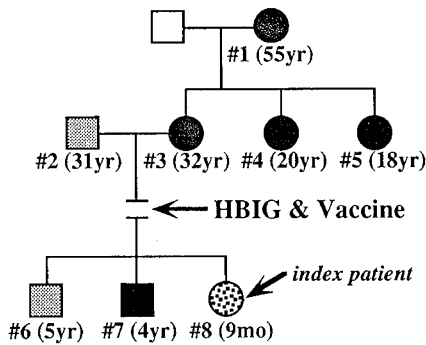 #1 (55yr)
#2 (31yr) #3 (32yr) #4 (20yr) #5 (18yr)
HBIG & Vaccine
index patient
#6 (5yr) #7 (4yr) #8 (9mo)